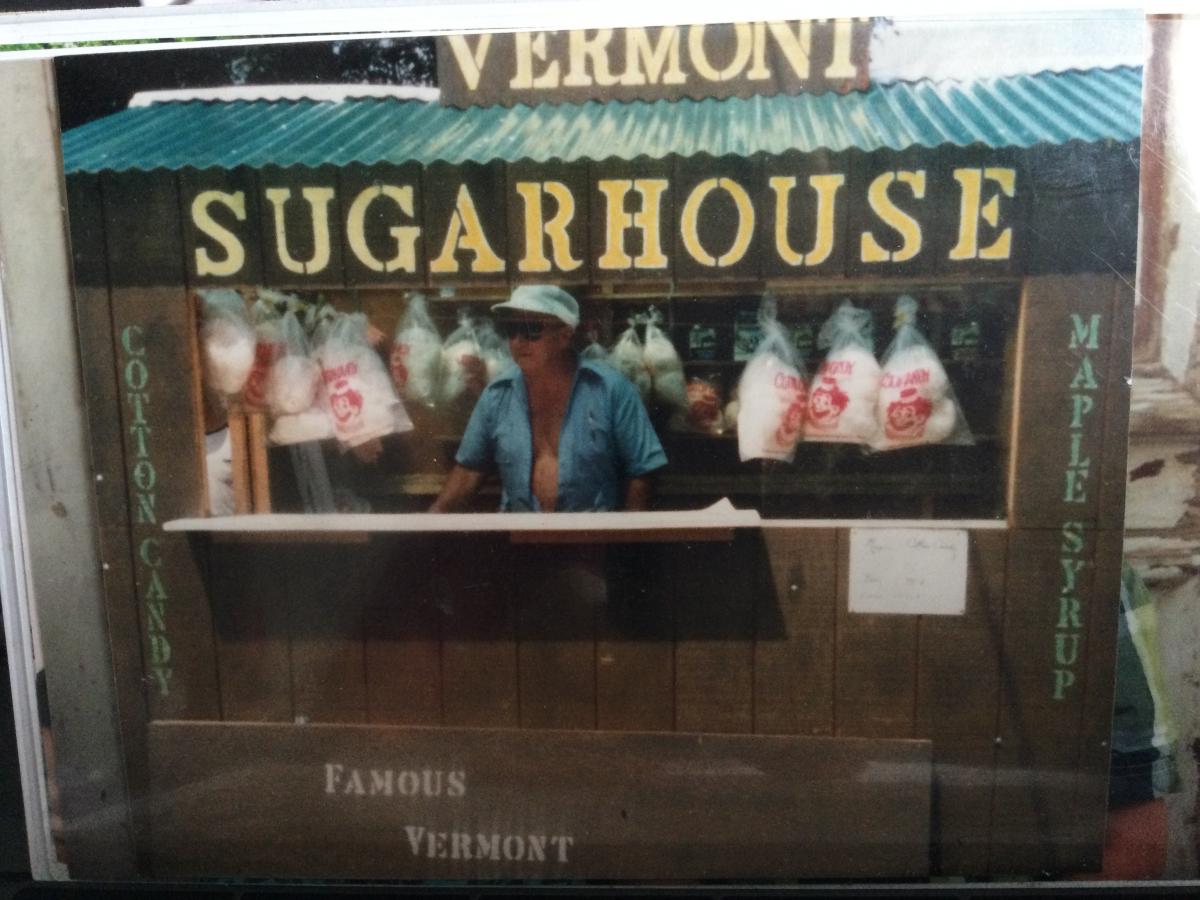 VERMONT
SUGARHOUSE
COTTON CANDY
MAPLE SYRUP
FAMOUS
VERMONT